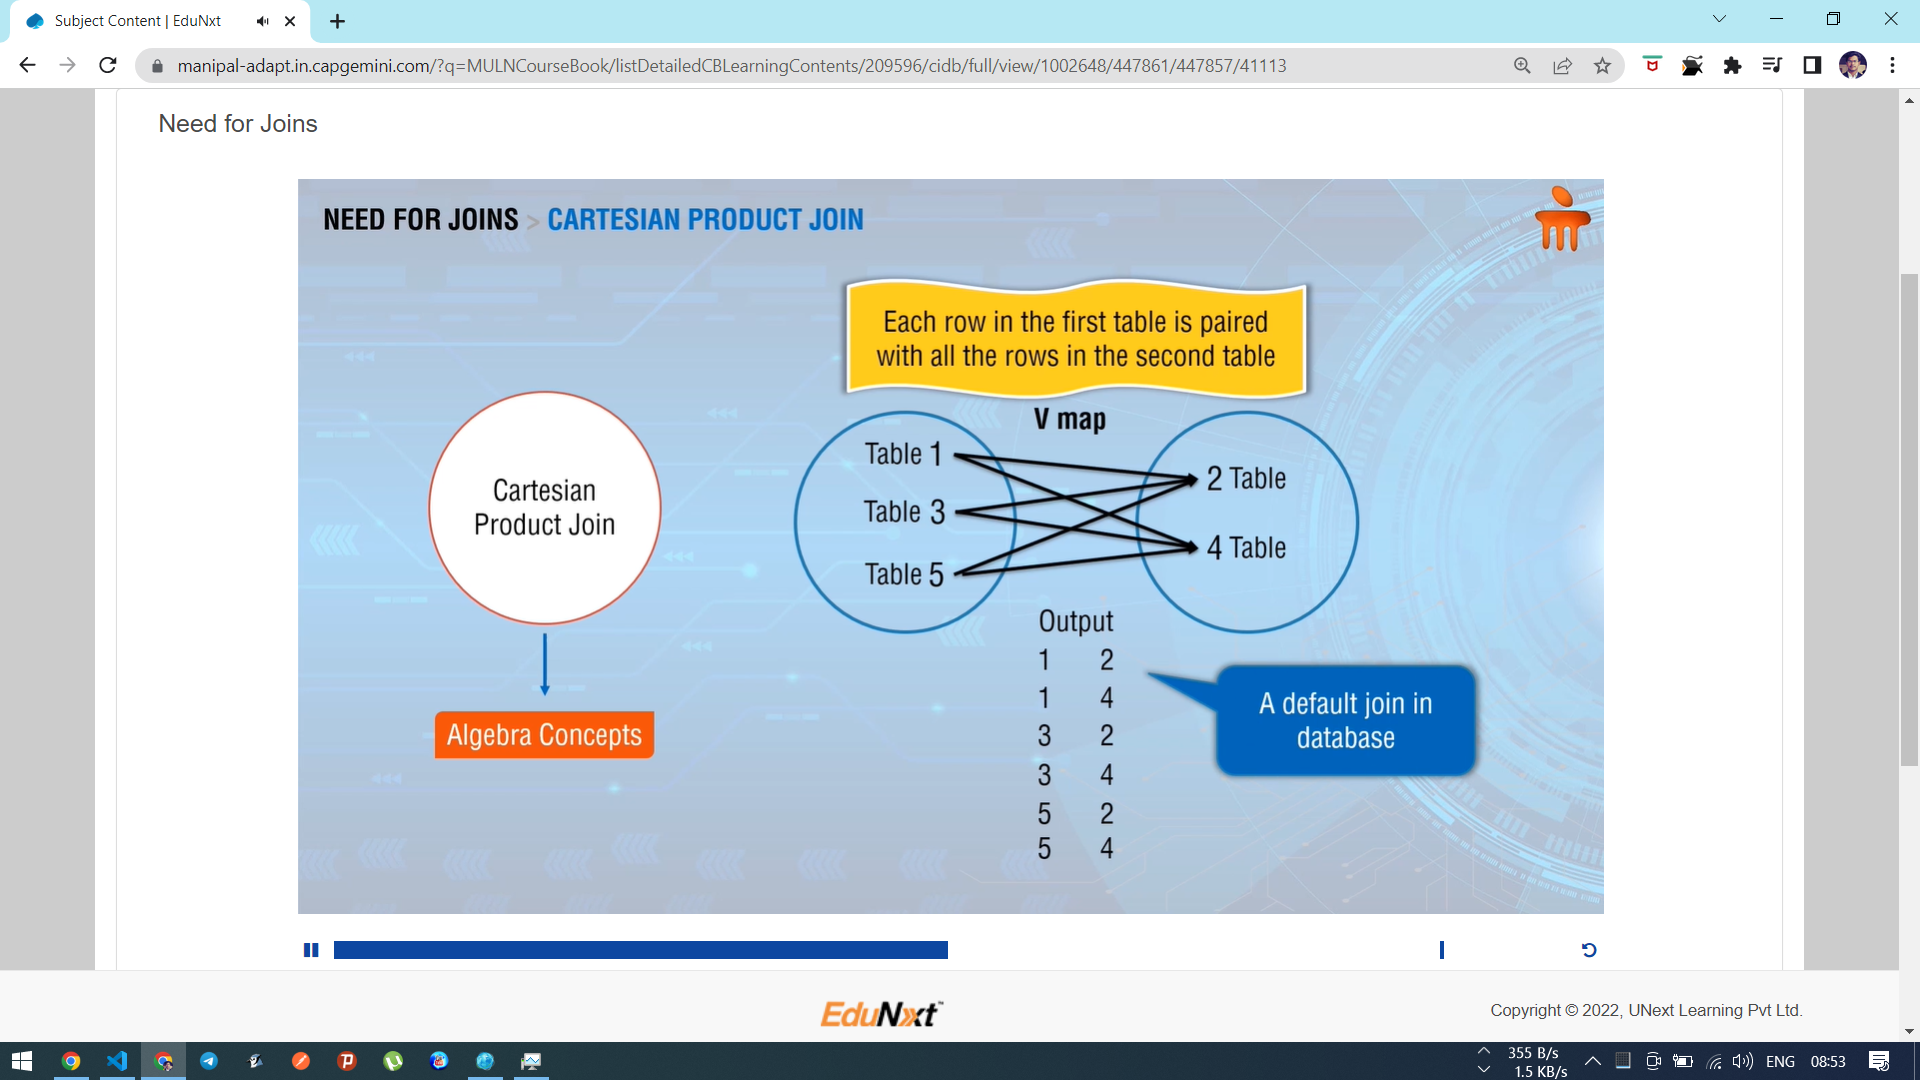 Subject Content | EduNxt
manipal-adapt.in.capgemini.com/?q=MULNCourseBook/listDetailedCBLearningContents/209596/cidb/full/view/1002648/447861/447857/41113
Need for Joins
NEED FOR JOINS > CARTESIAN PRODUCT JOIN
Each row in the first table is paired
with all the rows in the second table
V map
Table 1
Table 3
Table 5
2 Table
4 Table
Cartesian
Product Join
Algebra Concepts
Output
1 2
1 4
3 2
3 4
5 2
5 4
A default join in
database
EduNxt™
Copyright © 2022, UNext Learning Pvt Ltd.
355 B/s
1.5 KB/s
ENG
08:53